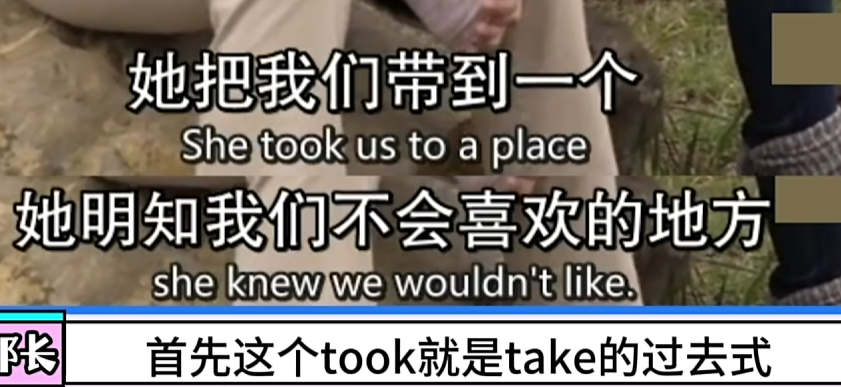 她把我们带到一个
She took us to a place
她明知我们不会喜欢的地方
she knew we wouldn't like.
长 首先这个took就是take的过去式